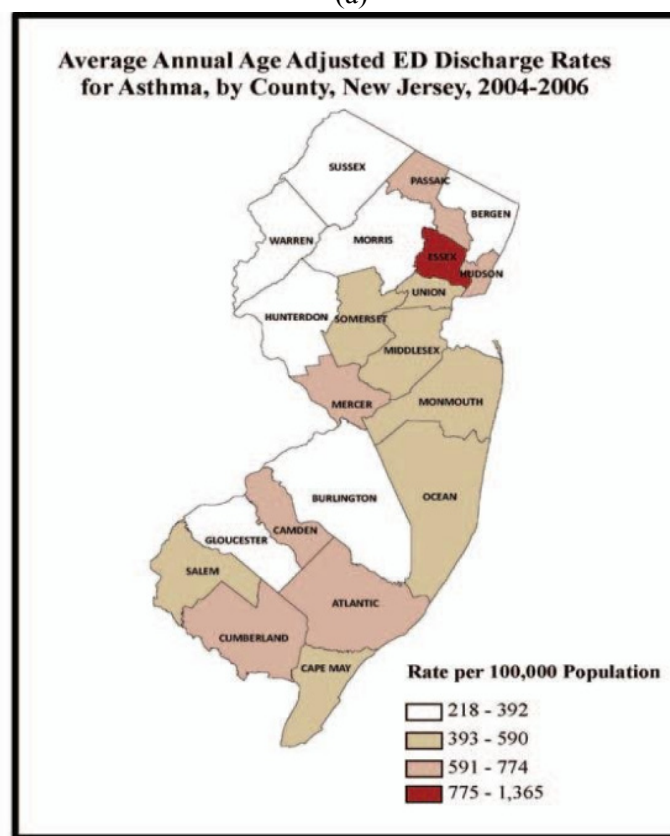 (a)
Average Annual Age Adjusted ED Discharge Rates
for Asthma, by County, New Jersey, 2004-2006
SUSSEX
PASSAIC
BERGEN
WARREN
MORRIS
ESSEX
HUDSON
UNION
HUNTERDON
SOMERSET
MIDDLESEX
MERCER
MONMOUTH
BURLINGTON
OCEAN
CAMDEN
GLOUCESTER
SALEM
ATLANTIC
CUMBERLAND
CAPE MAY
Rate per 100,000 Population
218 - 392
393 - 590
591 - 774
775 - 1,365